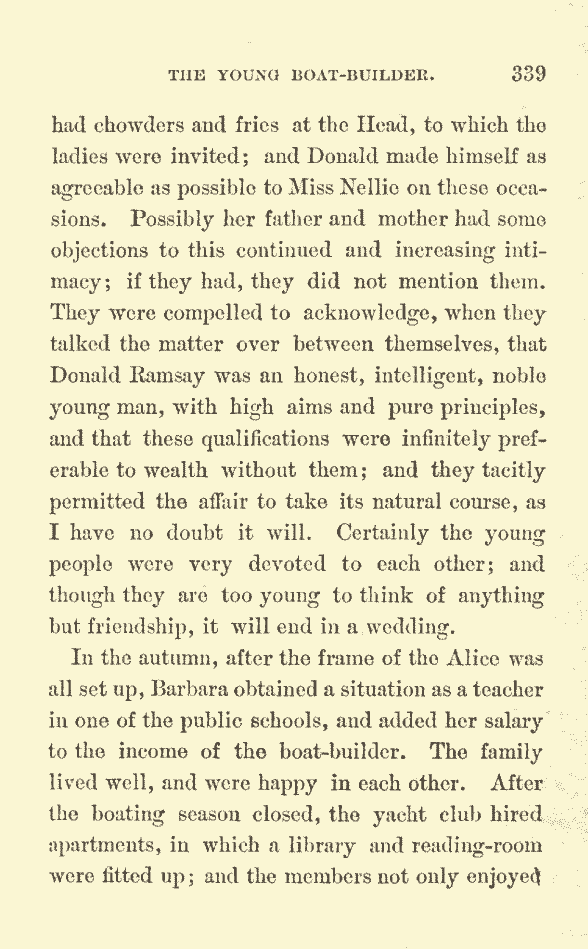 THE YOUNG BOAT-BUILDER. 339
had chowders and fries at the Head, to which the
ladies were invited; and Donald made himself as
agreeable as possible to Miss Nellie on these occa-
sions. Possibly her father and mother had some
objections to this continued and increasing inti-
macy; if they had, they did not mention them.
They were compelled to acknowledge, when they
talked the matter over between themselves, that
Donald Ramsay was an honest, intelligent, noble
young man, with high aims and pure principles,
and that these qualifications were infinitely pref-
erable to wealth without them; and they tacitly
permitted the affair to take its natural course, as
I have no doubt it will. Certainly the young
people were very devoted to each other; and
though they are too young to think of anything
but friendship, it will end in a wedding.
In the autumn, after the frame of the Alice was
all set up, Barbara obtained a situation as a teacher
in one of the public schools, and added her salary
to the income of the boat-builder. The family
lived well, and were happy in each other. After
the boating season closed, the yacht club hired
apartments, in which a library and reading-room
were fitted up; and the members not only enjoyed